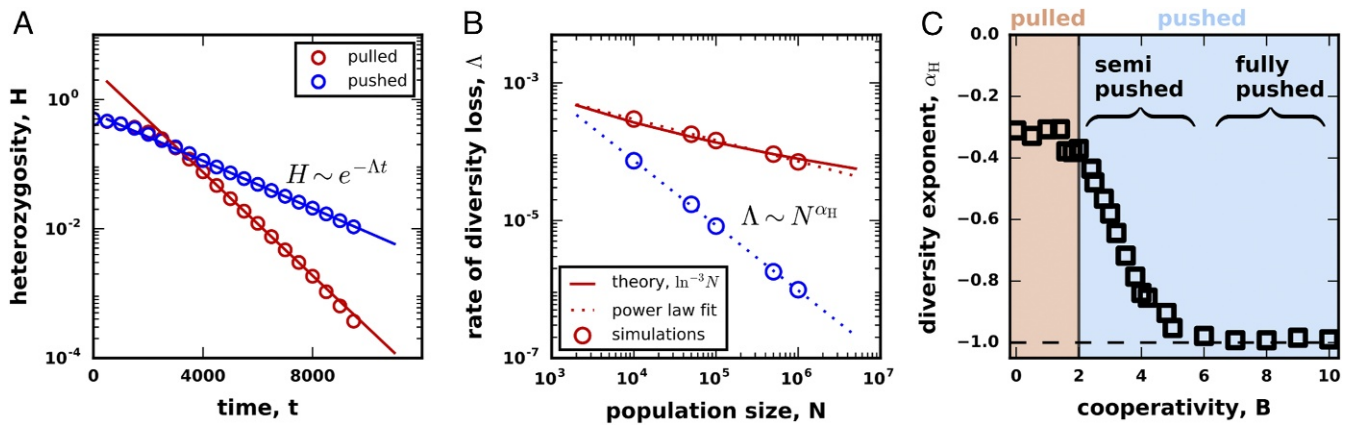 A
heterozygosity, H
10^0
10^-2
10^-4
pulled
pushed
H ~ e^{-Λt}
0
4000
8000
time, t
B
rate of diversity loss, Λ
10^-3
10^-5
10^-7
Λ ~ N^{α_H}
theory, ln^{-3}N
power law fit
simulations
10^3
10^4
10^5
10^6
10^7
population size, N
C
pulled
pushed
diversity exponent, α_H
0.0
−0.2
−0.4
−0.6
−0.8
−1.0
semi
pushed
fully
pushed
0
2
4
6
8
10
cooperativity, B